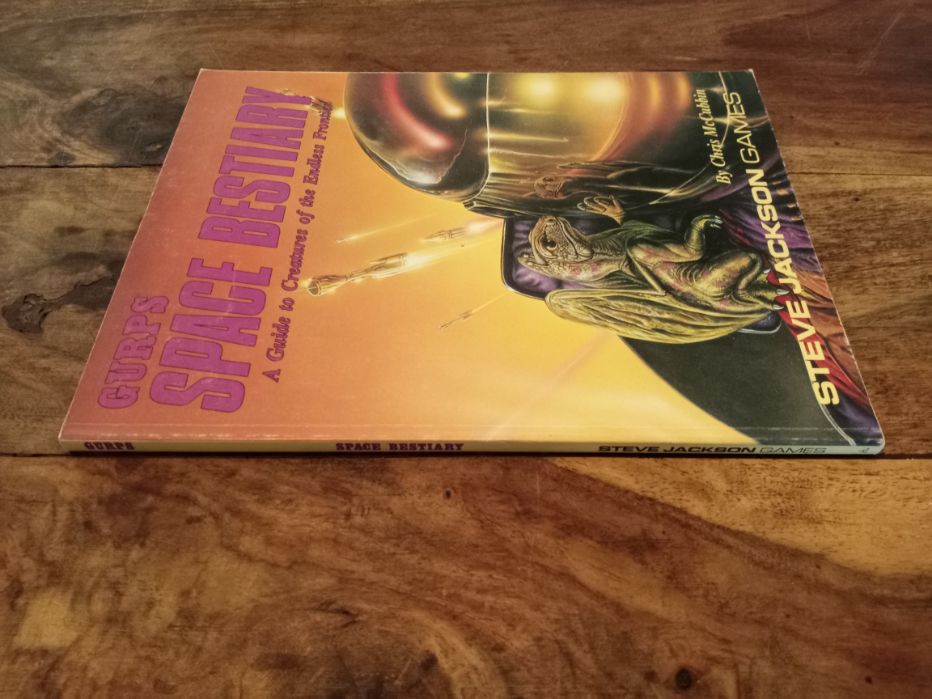 GURPS
SPACE BESTIARY
A Guide to Creatures of the Endless Frontier
By Chris McCubbin
STEVE JACKSON GAMES
GURPS
SPACE BESTIARY
STEVE JACKSON GAMES